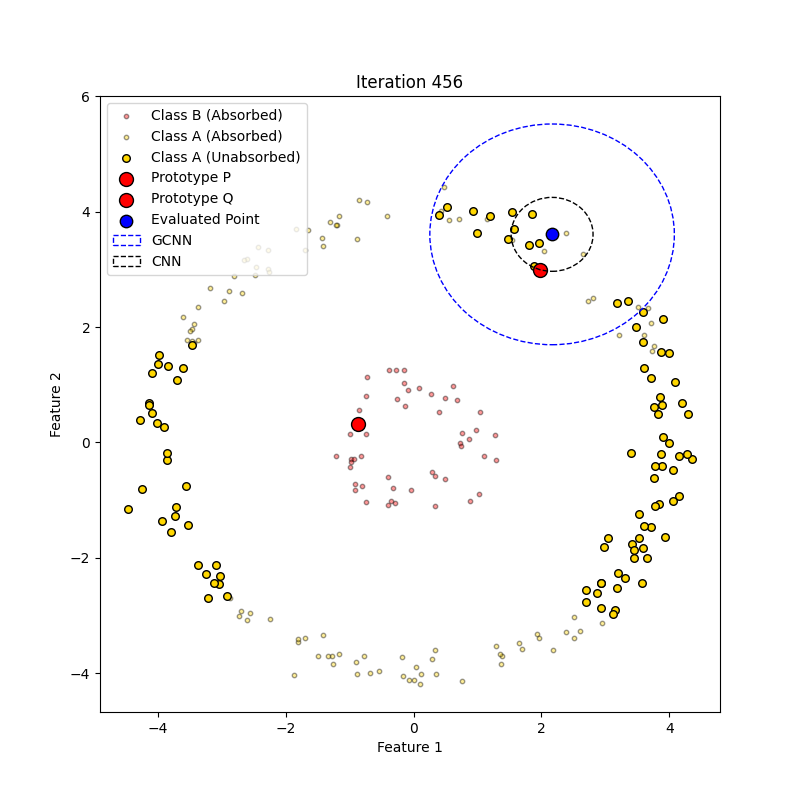 Iteration 456
6
4
2
0
−2
−4
Feature 2
Class B (Absorbed)
Class A (Absorbed)
Class A (Unabsorbed)
Prototype P
Prototype Q
Evaluated Point
GCNN
CNN
−4
−2
0
2
4
Feature 1